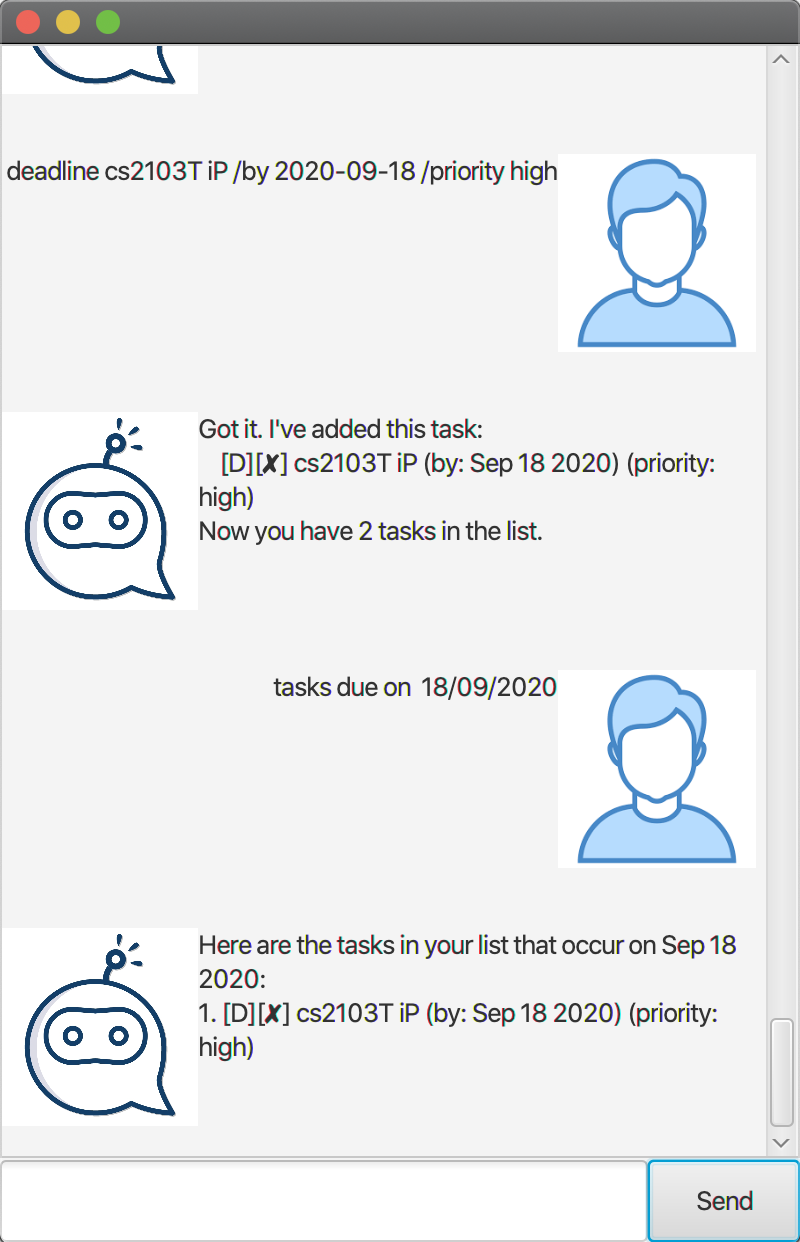 deadline cs2103T iP /by 2020-09-18 /priority high
Got it. I've added this task:
[D][✘] cs2103T iP (by: Sep 18 2020) (priority:
high)
Now you have 2 tasks in the list.
tasks due on  18/09/2020
Here are the tasks in your list that occur on Sep 18
2020:
1. [D][✘] cs2103T iP (by: Sep 18 2020) (priority:
high)
Send